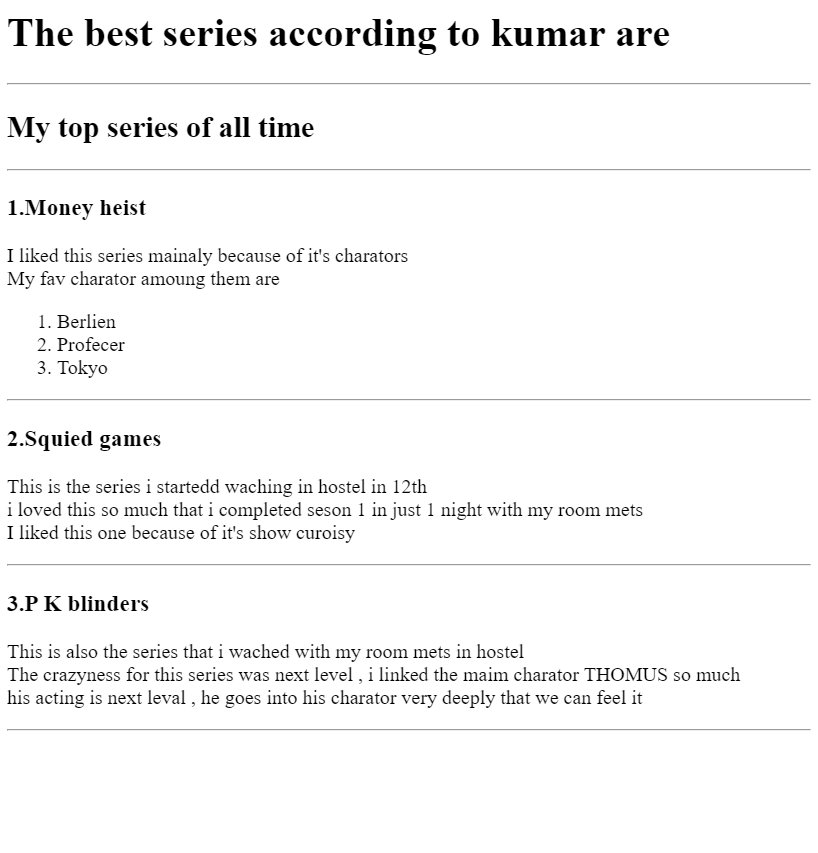 The best series according to kumar are
My top series of all time
1.Money heist
I liked this series mainaly because of it's charators
My fav charator amoung them are
1. Berlien
2. Profecer
3. Tokyo
2.Squied games
This is the series i startedd waching in hostel in 12th
i loved this so much that i completed seson 1 in just 1 night with my room mets
I liked this one because of it's show curoisy
3.P K blinders
This is also the series that i wached with my room mets in hostel
The crazyness for this series was next level , i linked the maim charator THOMUS so much
his acting is next leval , he goes into his charator very deeply that we can feel it